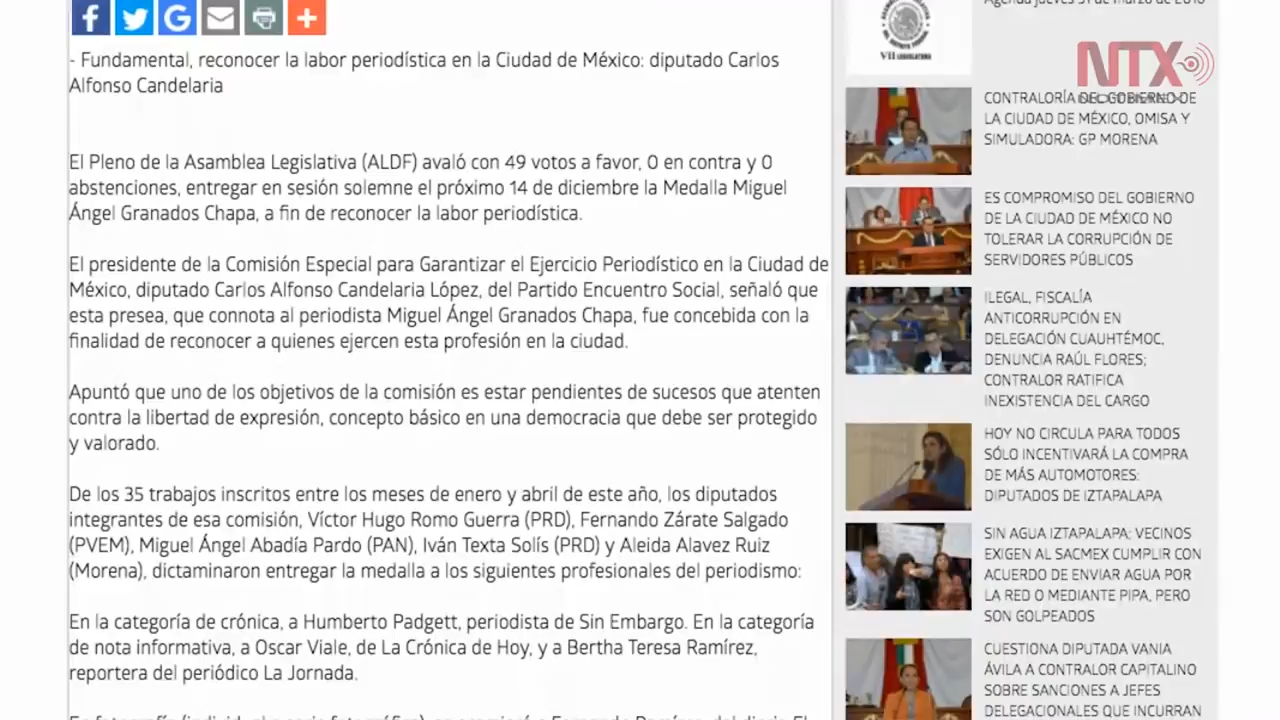 - Fundamental, reconocer la labor periodística en la Ciudad de México: diputado Carlos
Alfonso Candelaria
El Pleno de la Asamblea Legislativa (ALDF) avaló con 49 votos a favor, 0 en contra y 0
abstenciones, entregar en sesión solemne el próximo 14 de diciembre la Medalla Miguel
Ángel Granados Chapa, a fin de reconocer la labor periodística.
El presidente de la Comisión Especial para Garantizar el Ejercicio Periodístico en la Ciudad de
México, diputado Carlos Alfonso Candelaria López, del Partido Encuentro Social, señaló que
esta presea, que connota al periodista Miguel Ángel Granados Chapa, fue concebida con la
finalidad de reconocer a quienes ejercen esta profesión en la ciudad.
Apuntó que uno de los objetivos de la comisión es estar pendientes de sucesos que atenten
contra la libertad de expresión, concepto básico en una democracia que debe ser protegido
y valorado.
De los 35 trabajos inscritos entre los meses de enero y abril de este año, los diputados
integrantes de esa comisión, Víctor Hugo Romo Guerra (PRD), Fernando Zárate Salgado
(PVEM), Miguel Ángel Abadía Pardo (PAN), Iván Texta Solís (PRD) y Aleida Alavez Ruiz
(Morena), dictaminaron entregar la medalla a los siguientes profesionales del periodismo:
En la categoría de crónica, a Humberto Padgett, periodista de Sin Embargo. En la categoría
de nota informativa, a Oscar Viale, de La Crónica de Hoy, y a Bertha Teresa Ramírez,
reportera del periódico La Jornada.
Agenda jueves 31 de marzo de 2016
VII LEGISLATURA
NTX
CONTRALORÍA DEL GOBIERNO DE
LA CIUDAD DE MÉXICO, OMISA Y
SIMULADORA: GP MORENA
ES COMPROMISO DEL GOBIERNO
DE LA CIUDAD DE MÉXICO NO
TOLERAR LA CORRUPCIÓN DE
SERVIDORES PÚBLICOS
ILEGAL, FISCALÍA
ANTICORRUPCIÓN EN
DELEGACIÓN CUAUHTÉMOC,
DENUNCIA RAÚL FLORES;
CONTRALOR RATIFICA
INEXISTENCIA DEL CARGO
HOY NO CIRCULA PARA TODOS
SÓLO INCENTIVARÁ LA COMPRA
DE MÁS AUTOMOTORES:
DIPUTADOS DE IZTAPALAPA
SIN AGUA IZTAPALAPA; VECINOS
EXIGEN AL SACMEX CUMPLIR CON
ACUERDO DE ENVIAR AGUA POR
LA RED O MEDIANTE PIPA, PERO
SON GOLPEADOS
CUESTIONA DIPUTADA VANIA
ÁVILA A CONTRALOR CAPITALINO
SOBRE SANCIONES A JEFES
DELEGACIONALES QUE INCURRAN